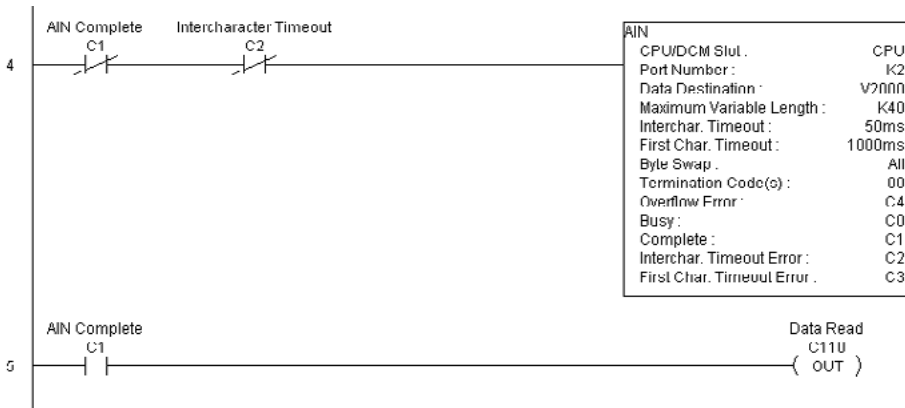 AIN Complete Intercharacter Timeout
C1 C2
4
AIN
CPU/DCM Slot : CPU
Port Number : K2
Data Destination : V2000
Maximum Variable Length : K40
Interchar. Timeout : 50ms
First Char. Timeout : 1000ms
Byte Swap : All
Termination Code(s) : 00
Overflow Error : C4
Busy : C0
Complete : C1
Interchar. Timeout Error : C2
First Char. Timeout Error : C3
AIN Complete Data Read
C1 C110
5 ( OUT )